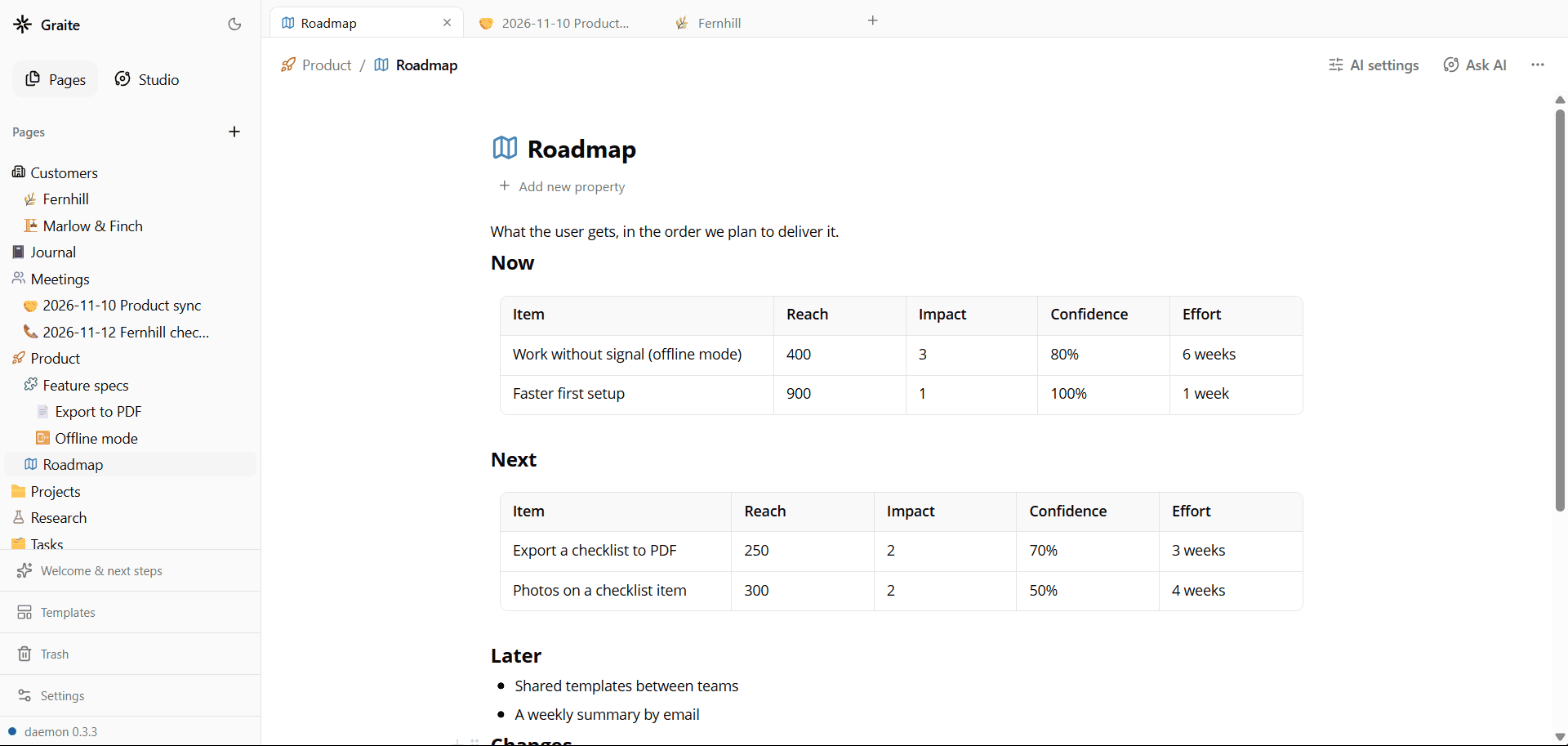 Graite
Roadmap
2026-11-10 Product...
Fernhill
Pages
Studio
Product / Roadmap
AI settings
Ask AI
Pages
Customers
Fernhill
Marlow & Finch
Journal
Meetings
2026-11-10 Product sync
2026-11-12 Fernhill chec...
Product
Feature specs
Export to PDF
Offline mode
Roadmap
Projects
Research
Tasks
Welcome & next steps
Templates
Trash
Settings
daemon 0.3.3
Roadmap
Add new property
What the user gets, in the order we plan to deliver it.
Now
Item Reach Impact Confidence Effort
Work without signal (offline mode) 400 3 80% 6 weeks
Faster first setup 900 1 100% 1 week
Next
Item Reach Impact Confidence Effort
Export a checklist to PDF 250 2 70% 3 weeks
Photos on a checklist item 300 2 50% 4 weeks
Later
Shared templates between teams
A weekly summary by email
Changes